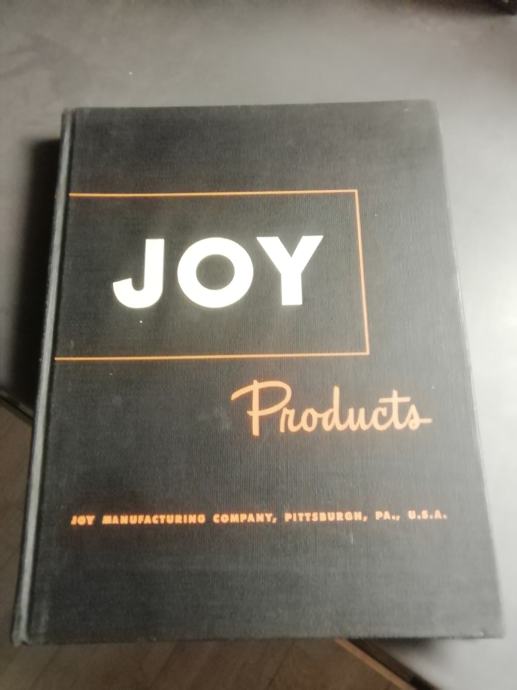 JOY
Products
JOY MANUFACTURING COMPANY, PITTSBURGH, PA., U.S.A.